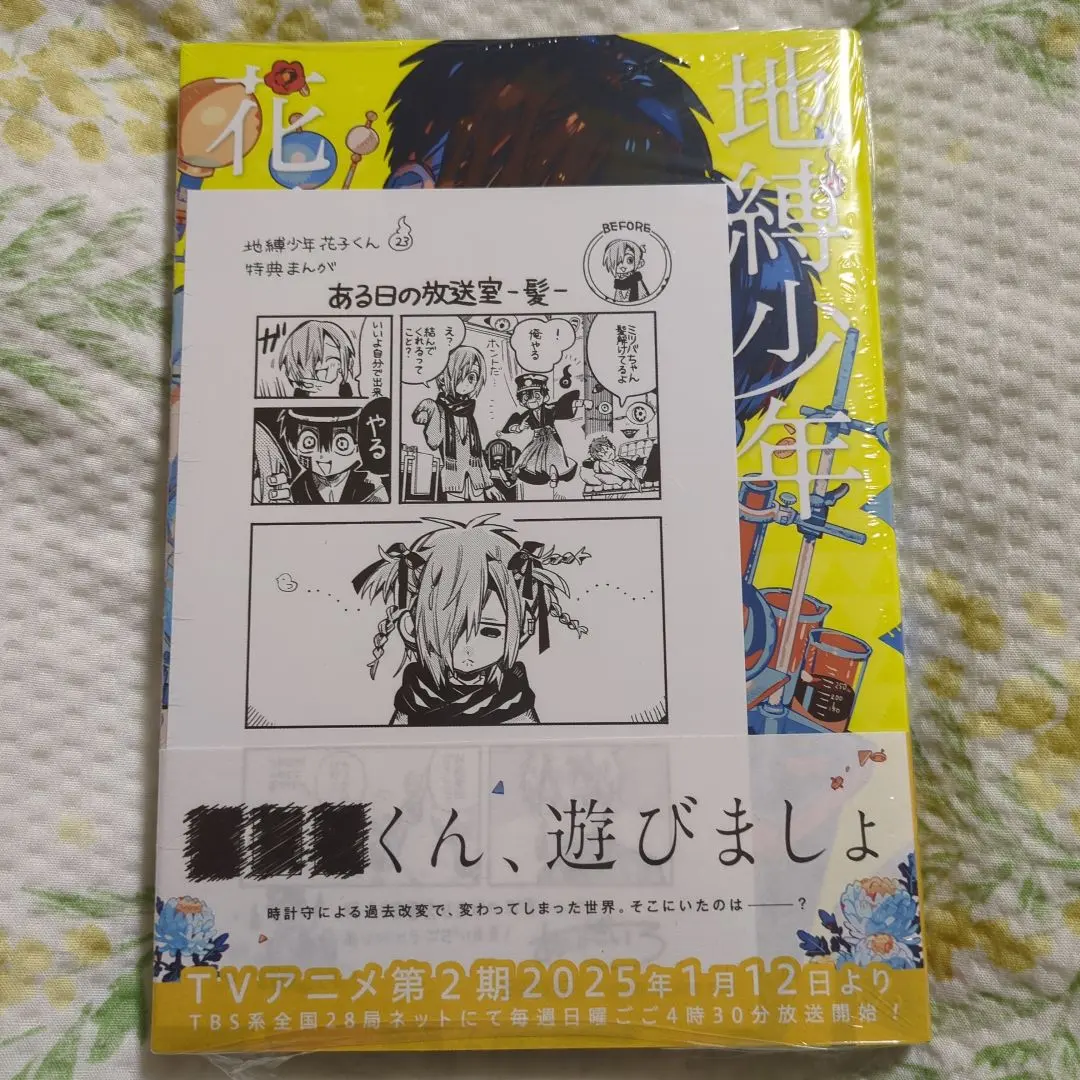 地縛少年
花
地縛少年花子くん 23
特典まんが
ある日の放送室-髪-
BEFORE
ミツバちゃん
髪解けてるよ
!
俺やる
ホントだ…
え?
結んで
くれるって
こと?
いいよ自分で出来
ガ
やる
250
200
くん、遊びましょ
時計守による過去改変で、変わってしまった世界。そこにいたのは――?
TVアニメ第2期2025年1月12日より
TBS系全国28局ネットにて毎週日曜ごご4時30分放送開始!